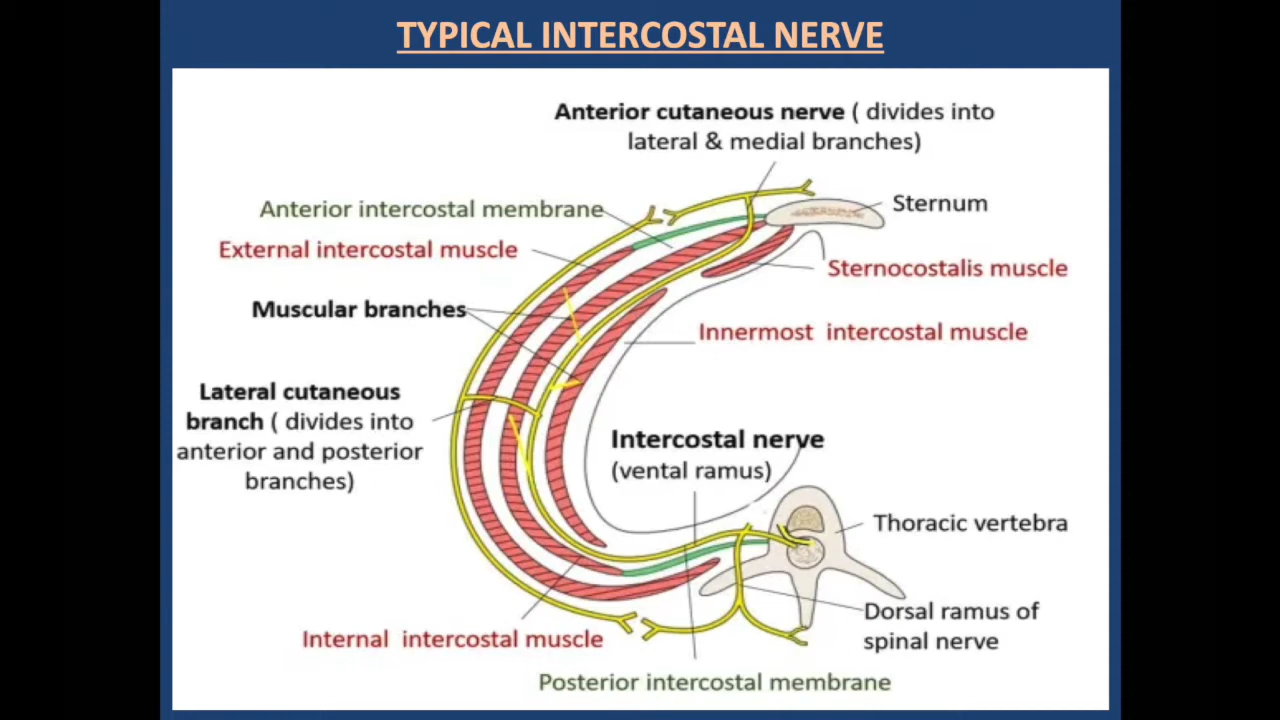 TYPICAL INTERCOSTAL NERVE
Anterior cutaneous nerve ( divides into
lateral & medial branches)
Anterior intercostal membrane
Sternum
External intercostal muscle
Sternocostalis muscle
Muscular branches
Innermost  intercostal muscle
Lateral cutaneous
branch ( divides into
anterior and posterior
branches)
Intercostal nerve
(vental ramus)
Thoracic vertebra
Dorsal ramus of
spinal nerve
Internal  intercostal muscle
Posterior intercostal membrane